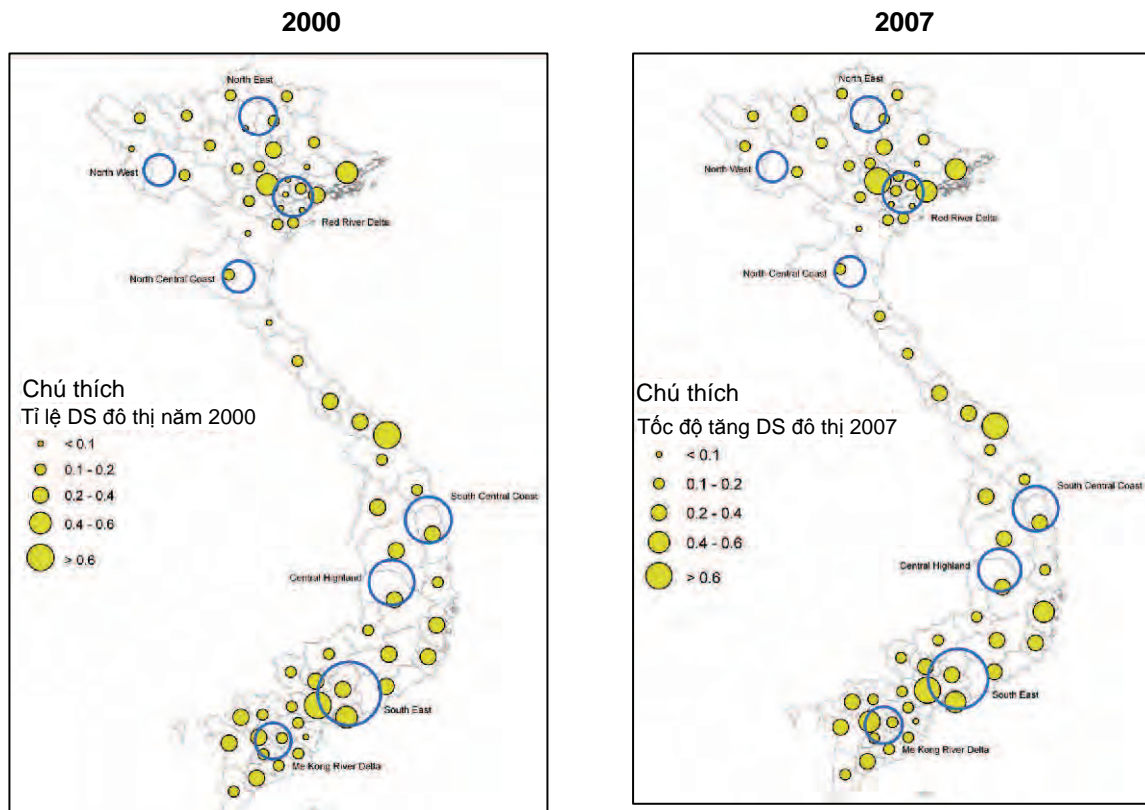 2000
2007
North East
North West
Red River Delta
North Central Coast
Chú thích
Tỉ lệ DS đô thị năm 2000
< 0.1
0.1 - 0.2
0.2 - 0.4
0.4 - 0.6
> 0.6
South Central Coast
Central Highland
South East
Me Kong River Delta
North East
North West
Red River Delta
North Central Coast
Chú thích
Tốc độ tăng DS đô thị 2007
< 0.1
0.1 - 0.2
0.2 - 0.4
0.4 - 0.6
> 0.6
South Central Coast
Central Highland
South East
Me Kong River Delta